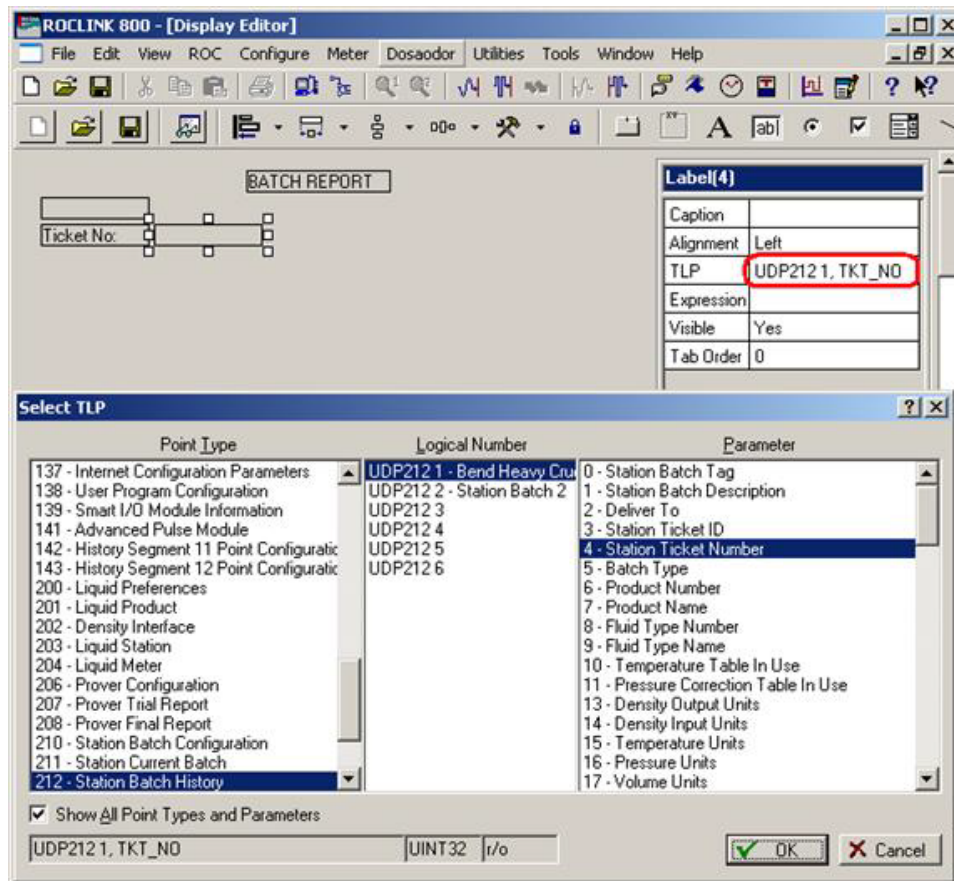 ROCLINK 800 - [Display Editor]
File Edit View ROC Configure Meter Dosaodor Utilities Tools Window Help
BATCH REPORT
Ticket No:
Label(4)
Caption
Alignment Left
TLP UDP212 1, TKT_NO
Expression
Visible Yes
Tab Order 0
Select TLP
Point Type
137 - Internet Configuration Parameters
138 - User Program Configuration
139 - Smart I/O Module Information
141 - Advanced Pulse Module
142 - History Segment 11 Point Configuratic
143 - History Segment 12 Point Configuratic
200 - Liquid Preferences
201 - Liquid Product
202 - Density Interface
203 - Liquid Station
204 - Liquid Meter
206 - Prover Configuration
207 - Prover Trial Report
208 - Prover Final Report
210 - Station Batch Configuration
211 - Station Current Batch
212 - Station Batch History
Logical Number
UDP212 1 - Bend Heavy Cru
UDP212 2 - Station Batch 2
UDP212 3
UDP212 4
UDP212 5
UDP212 6
Parameter
0 - Station Batch Tag
1 - Station Batch Description
2 - Deliver To
3 - Station Ticket ID
4 - Station Ticket Number
5 - Batch Type
6 - Product Number
7 - Product Name
8 - Fluid Type Number
9 - Fluid Type Name
10 - Temperature Table In Use
11 - Pressure Correction Table In Use
13 - Density Output Units
14 - Density Input Units
15 - Temperature Units
16 - Pressure Units
17 - Volume Units
Show All Point Types and Parameters
UDP212 1, TKT_NO UINT32 r/o
OK Cancel